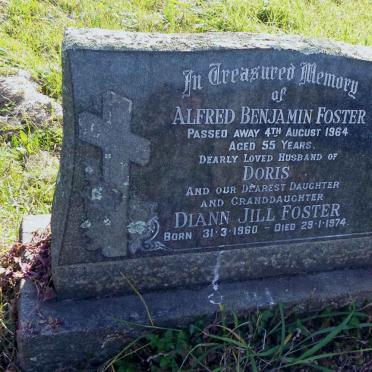 In Treasured Memory
of
ALFRED BENJAMIN FOSTER
PASSED AWAY 4TH AUGUST 1964
AGED 55 YEARS.
DEARLY LOVED HUSBAND OF
DORIS
AND OUR DEAREST DAUGHTER
AND GRANDDAUGHTER
DIANN JILL FOSTER
BORN 31·3·1960 - DIED 29·1·1974.